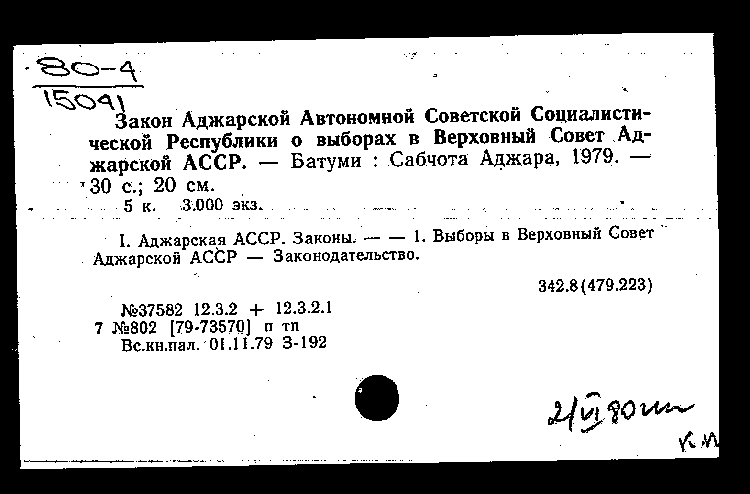 80-4
15041
Закон Аджарской Автономной Советской Социалисти-
ческой Республики о выборах в Верховный Совет Ад-
жарской АССР. — Батуми : Сабчота Аджара, 1979. —
30 с.; 20 см.
5 к. 3.000 экз.
I. Аджарская АССР. Законы. — — 1. Выборы в Верховный Совет
Аджарской АССР — Законодательство.
342.8(479.223)
№37582 12.3.2 + 12.3.2.1
7 №802 [79-73570] п тп
Вс.кн.пал. 01.11.79 З-192
2/VI 80
К.И